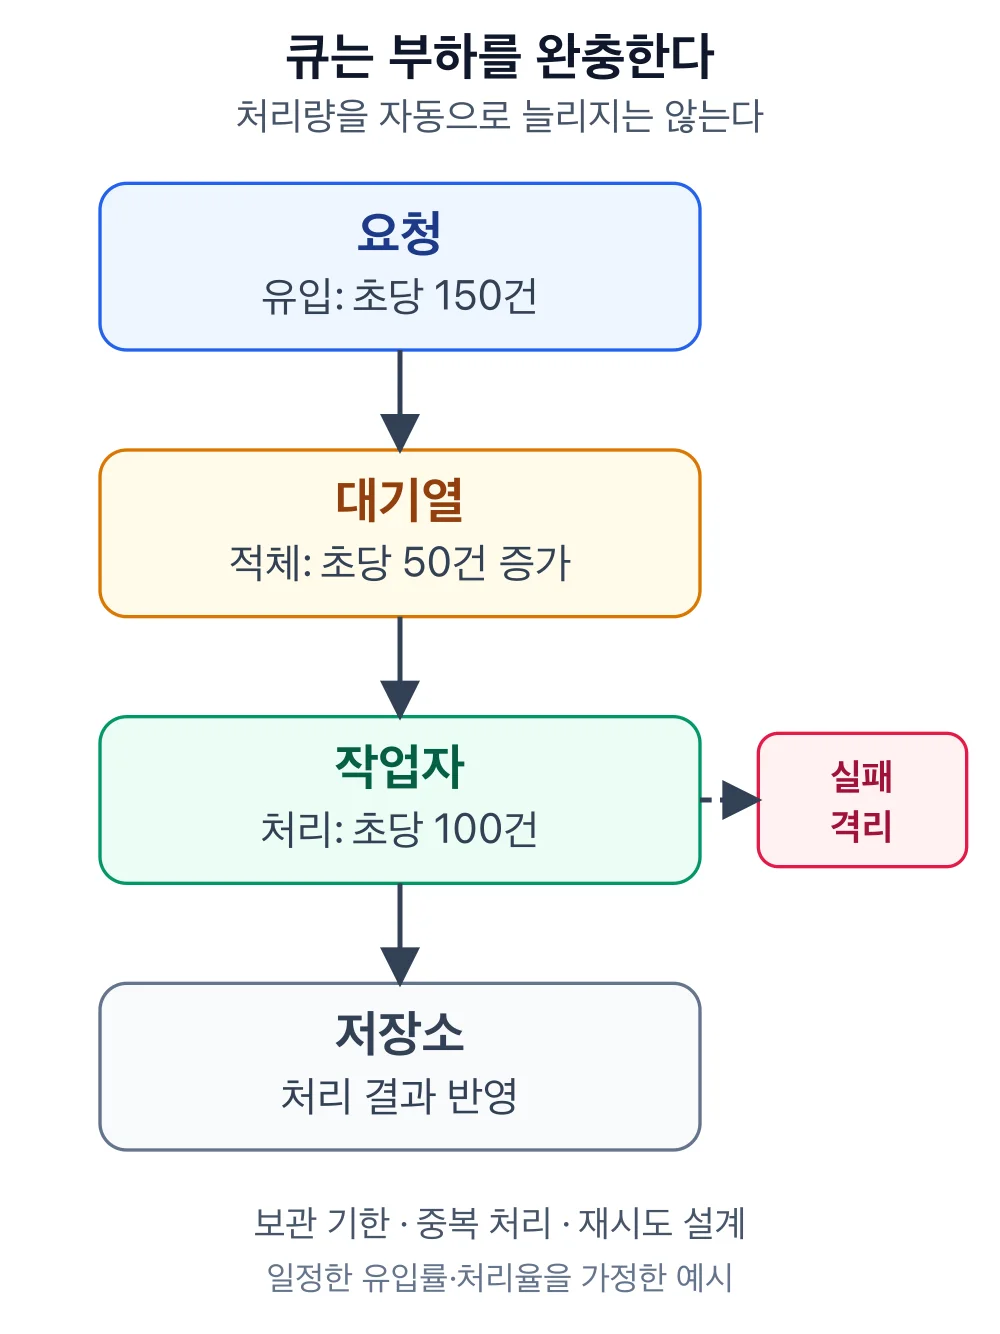 큐는 부하를 완충한다
처리량을 자동으로 늘리지는 않는다
요청
유입: 초당 150건
대기열
적체: 초당 50건 증가
작업자
처리: 초당 100건
실패
격리
저장소
처리 결과 반영
보관 기한 · 중복 처리 · 재시도 설계
일정한 유입률·처리율을 가정한 예시